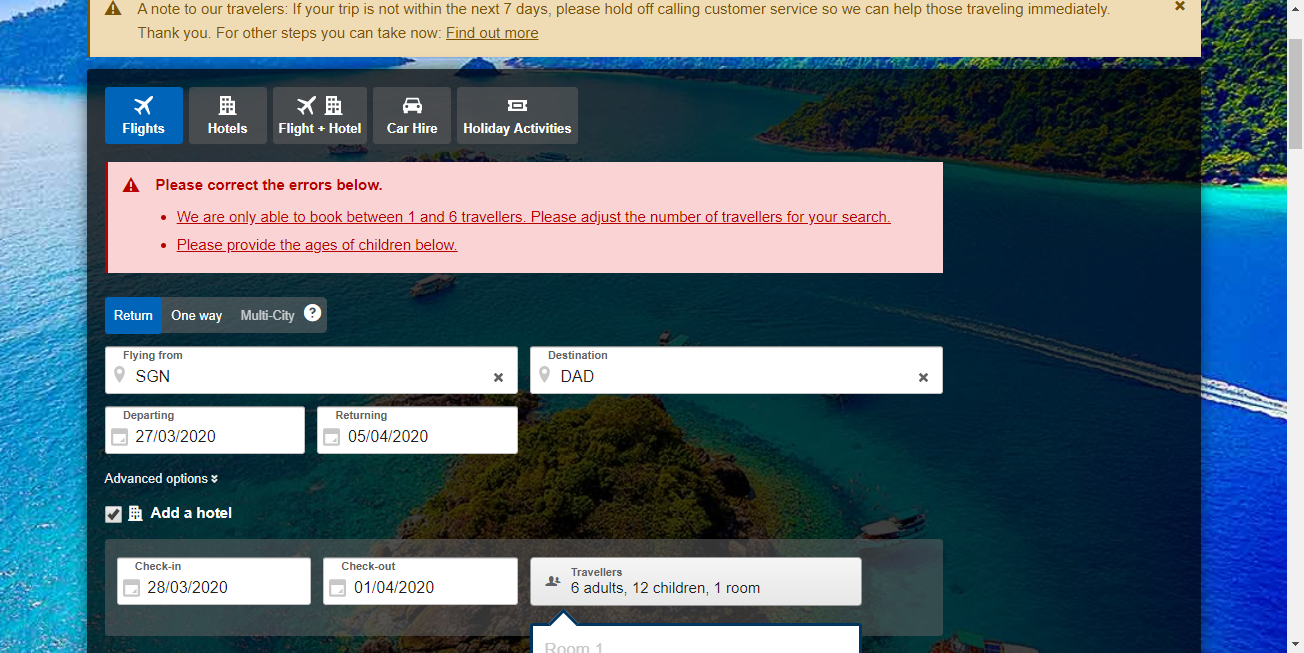 A note to our travelers: If your trip is not within the next 7 days, please hold off calling customer service so we can help those traveling immediately.
Thank you. For other steps you can take now: Find out more
Flights
Hotels
Flight + Hotel
Car Hire
Holiday Activities
Please correct the errors below.
We are only able to book between 1 and 6 travellers. Please adjust the number of travellers for your search.
Please provide the ages of children below.
Return
One way
Multi-City
?
Flying from
SGN
Destination
DAD
Departing
27/03/2020
Returning
05/04/2020
Advanced options
Add a hotel
Check-in
28/03/2020
Check-out
01/04/2020
Travellers
6 adults, 12 children, 1 room
Room 1